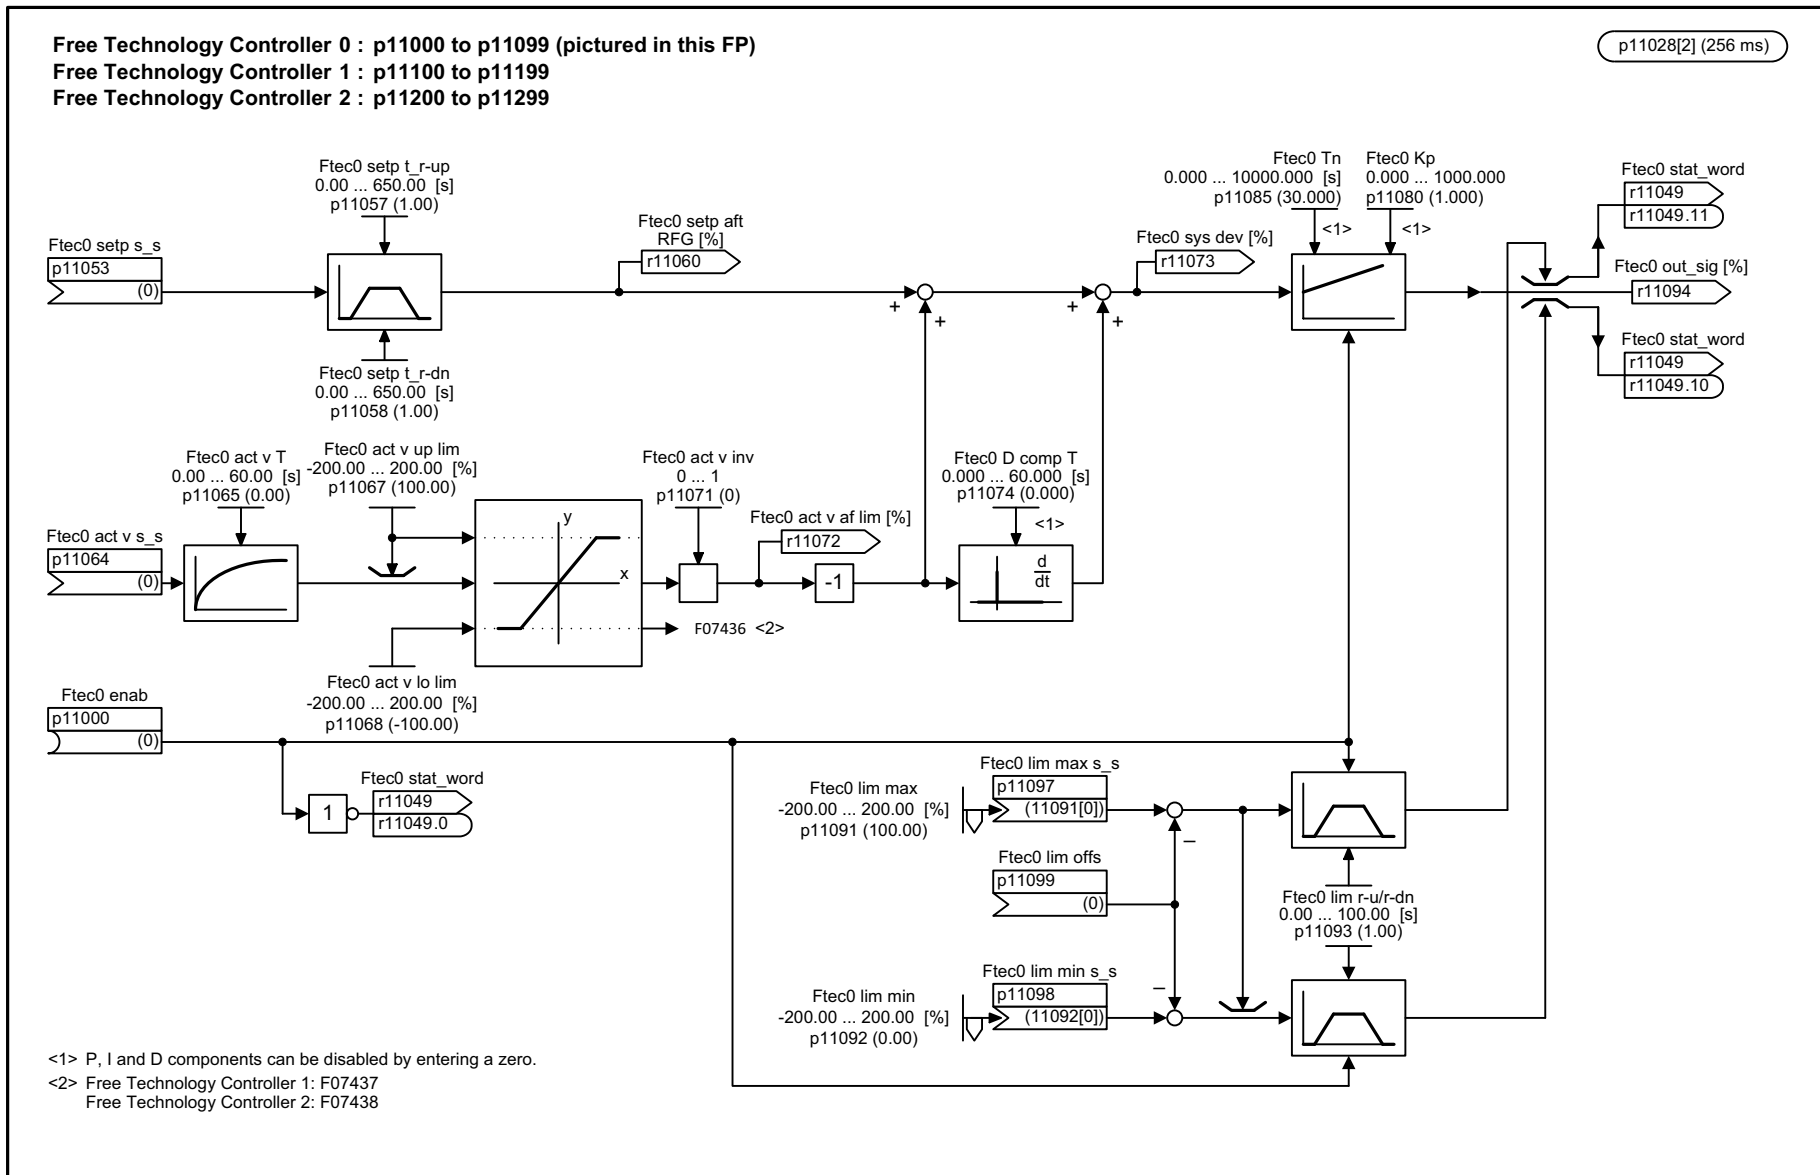 Free Technology Controller 0 : p11000 to p11099 (pictured in this FP)
Free Technology Controller 1 : p11100 to p11199
Free Technology Controller 2 : p11200 to p11299
p11028[2] (256 ms)
Ftec0 setp t_r-up
0.00 ... 650.00 [s]
p11057 (1.00)
Ftec0 setp s_s
p11053
(0)
Ftec0 setp t_r-dn
0.00 ... 650.00 [s]
p11058 (1.00)
Ftec0 setp aft
RFG [%]
r11060
+
+
+
+
Ftec0 sys dev [%]
r11073
Ftec0 Tn
0.000 ... 10000.000 [s]
p11085 (30.000)
<1>
Ftec0 Kp
0.000 ... 1000.000
p11080 (1.000)
<1>
Ftec0 stat_word
r11049
r11049.11
Ftec0 out_sig [%]
r11094
Ftec0 stat_word
r11049
r11049.10
Ftec0 act v T
0.00 ... 60.00 [s]
p11065 (0.00)
Ftec0 act v up lim
-200.00 ... 200.00 [%]
p11067 (100.00)
Ftec0 act v s_s
p11064
(0)
y
x
Ftec0 act v inv
0 ... 1
p11071 (0)
Ftec0 act v af lim [%]
r11072
-1
Ftec0 D comp T
0.000 ... 60.000 [s]
p11074 (0.000)
<1>
d
dt
F07436 <2>
Ftec0 act v lo lim
-200.00 ... 200.00 [%]
p11068 (-100.00)
Ftec0 enab
p11000
(0)
1
Ftec0 stat_word
r11049
r11049.0
Ftec0 lim max
-200.00 ... 200.00 [%]
p11091 (100.00)
Ftec0 lim max s_s
p11097
(11091[0])
–
Ftec0 lim offs
p11099
(0)
Ftec0 lim r-u/r-dn
0.00 ... 100.00 [s]
p11093 (1.00)
–
Ftec0 lim min
-200.00 ... 200.00 [%]
p11092 (0.00)
Ftec0 lim min s_s
p11098
(11092[0])
<1> P, I and D components can be disabled by entering a zero.
<2> Free Technology Controller 1: F07437
Free Technology Controller 2: F07438